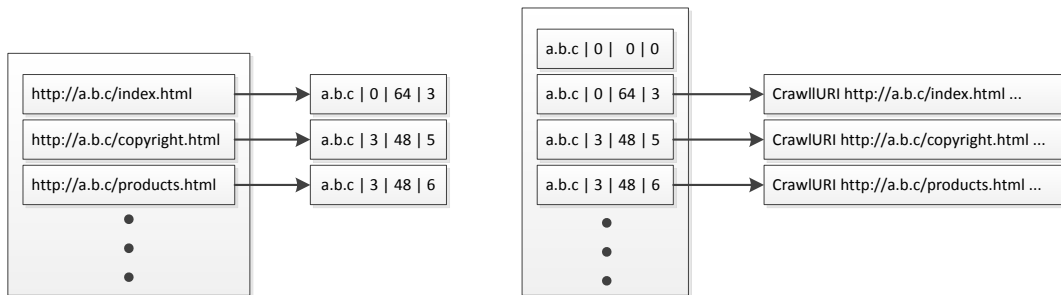 a.b.c | 0 | 0 | 0
http://a.b.c/index.html a.b.c | 0 | 64 | 3 a.b.c | 0 | 64 | 3 CrawllURI http://a.b.c/index.html ...
http://a.b.c/copyright.html a.b.c | 3 | 48 | 5 a.b.c | 3 | 48 | 5 CrawlURI http://a.b.c/copyright.html ...
http://a.b.c/products.html a.b.c | 3 | 48 | 6 a.b.c | 3 | 48 | 6 CrawlURI http://a.b.c/products.html ...